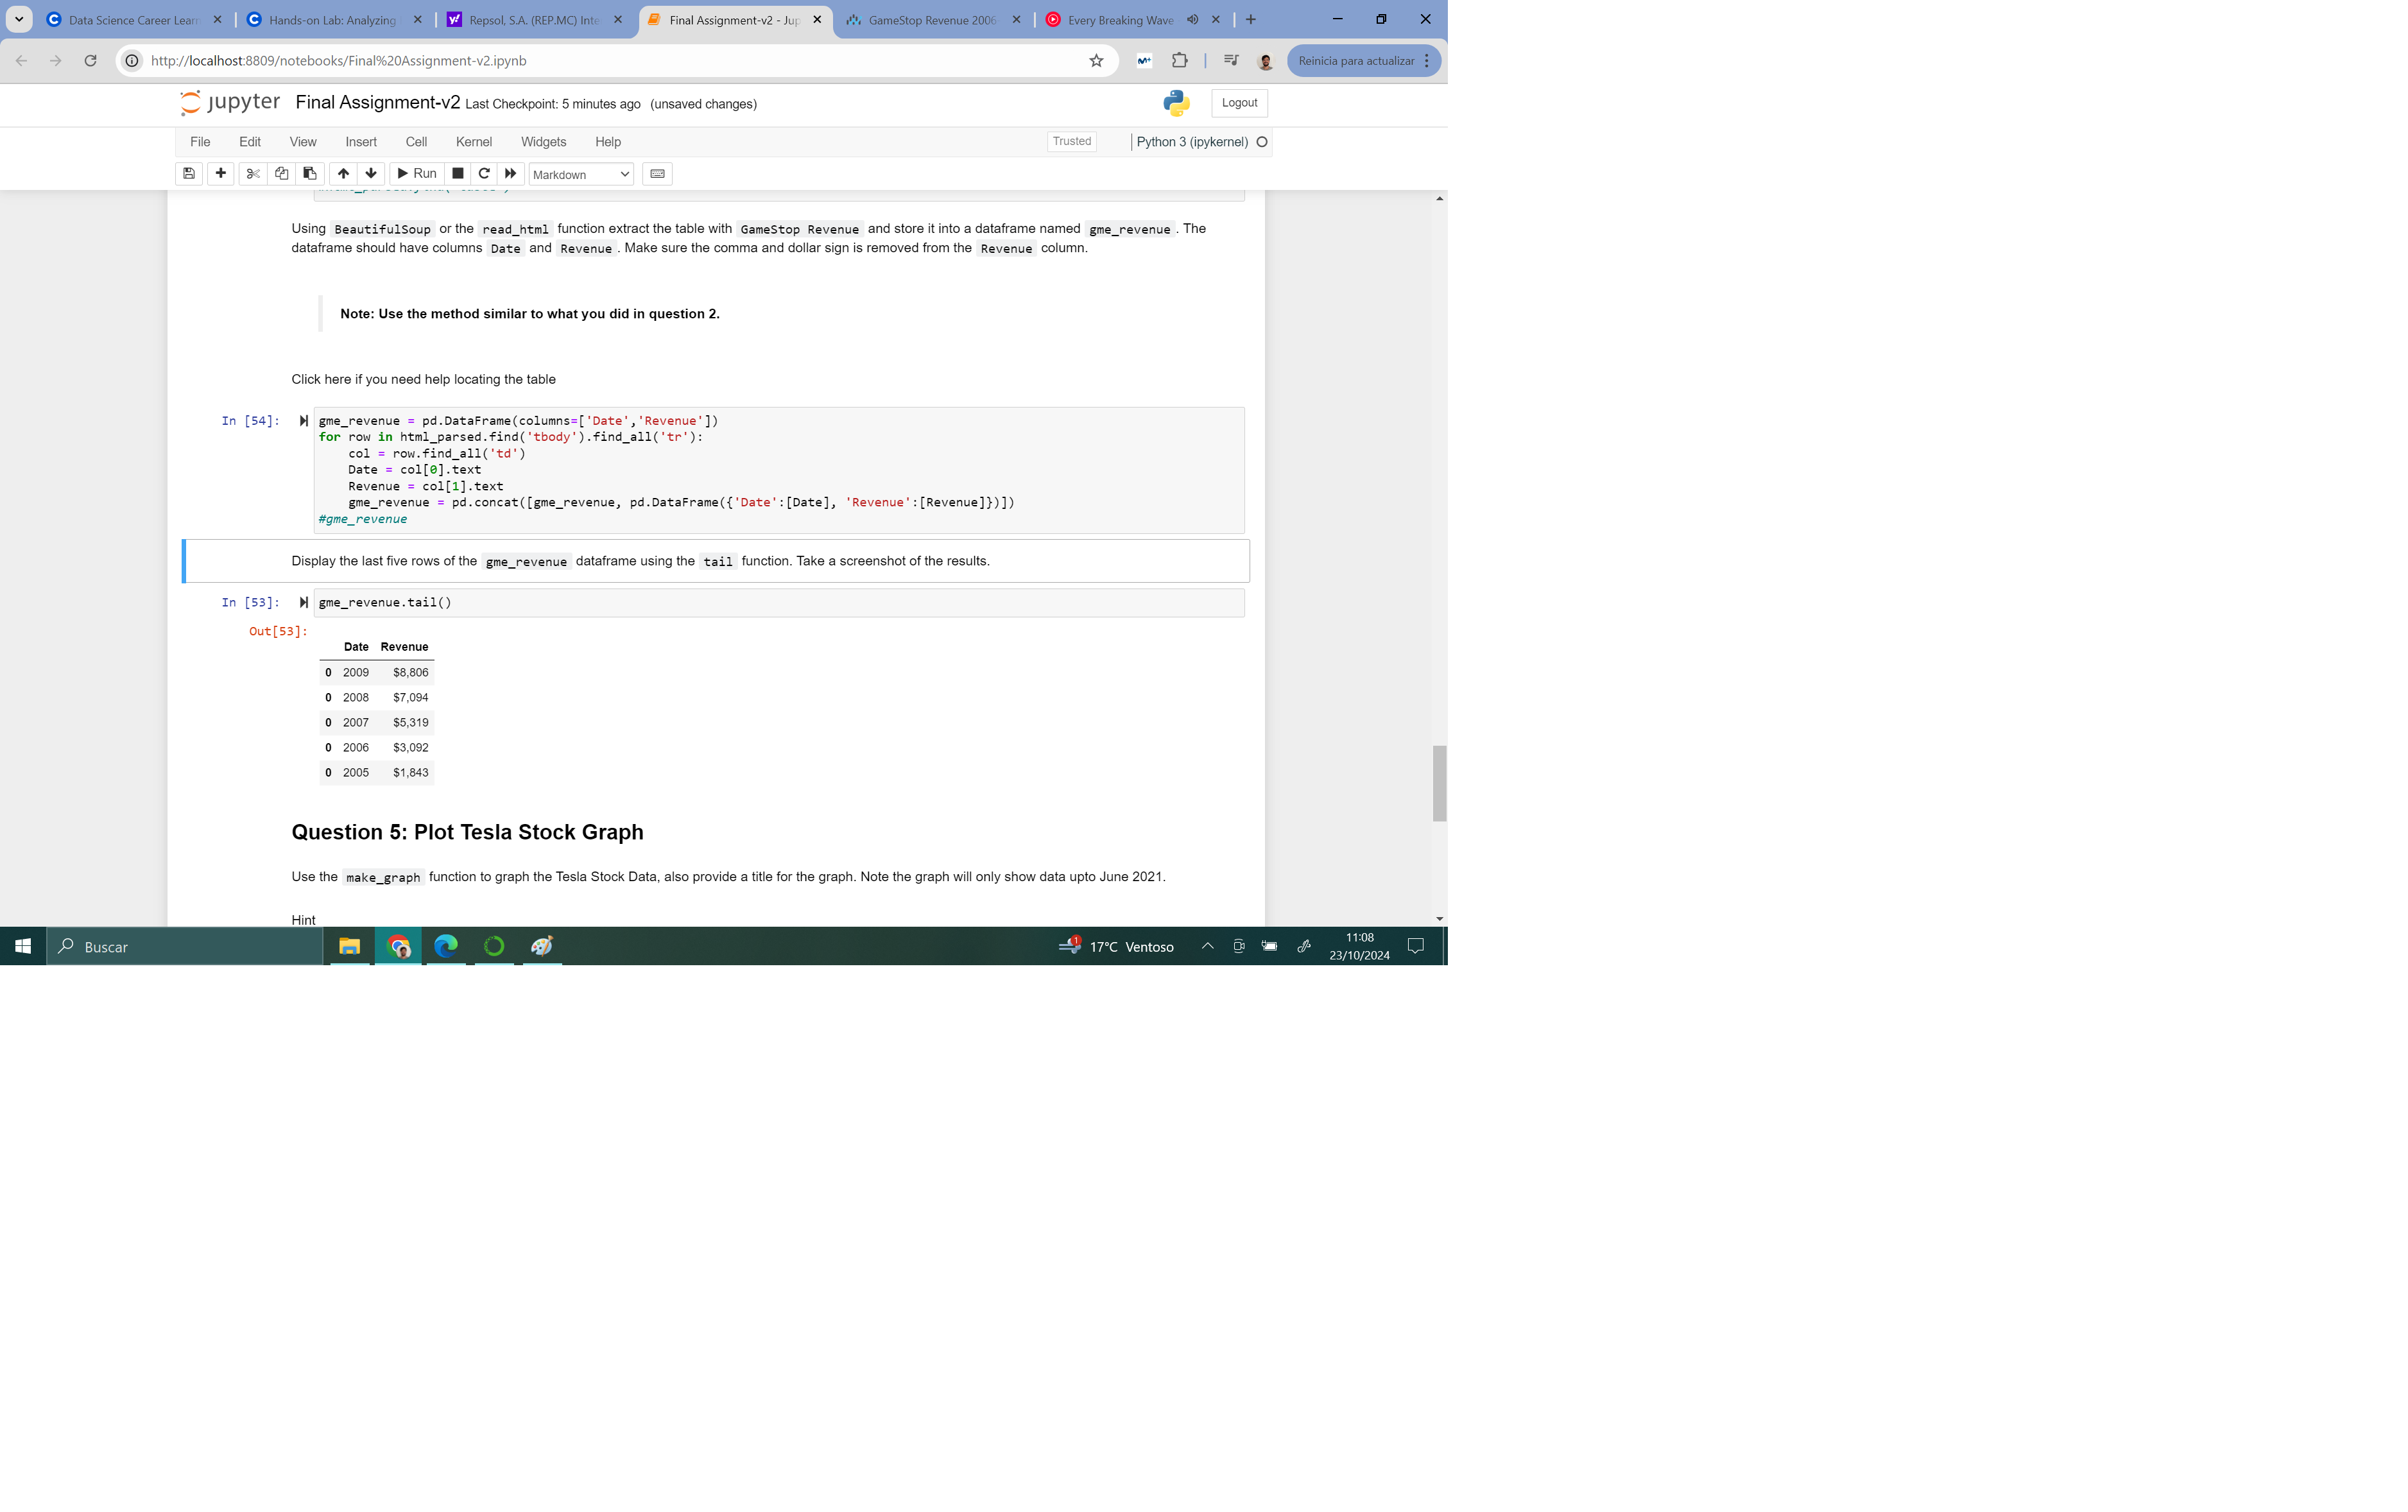 Data Science Career Learn
Hands-on Lab: Analyzing
Repsol, S.A. (REP.MC) Inte
Final Assignment-v2 - Jup
GameStop Revenue 2006
Every Breaking Wave
http://localhost:8809/notebooks/Final%20Assignment-v2.ipynb
Reinicia para actualizar
jupyter Final Assignment-v2 Last Checkpoint: 5 minutes ago (unsaved changes)
Logout
File Edit View Insert Cell Kernel Widgets Help
Trusted
Python 3 (ipykernel)
Run
Markdown
Using BeautifulSoup or the read_html function extract the table with GameStop Revenue and store it into a dataframe named gme_revenue . The
dataframe should have columns Date and Revenue . Make sure the comma and dollar sign is removed from the Revenue column.
Note: Use the method similar to what you did in question 2.
Click here if you need help locating the table
In [54]: gme_revenue = pd.DataFrame(columns=['Date','Revenue'])
for row in html_parsed.find('tbody').find_all('tr'):
    col = row.find_all('td')
    Date = col[0].text
    Revenue = col[1].text
    gme_revenue = pd.concat([gme_revenue, pd.DataFrame({'Date':[Date], 'Revenue':[Revenue]})])
#gme_revenue
Display the last five rows of the gme_revenue dataframe using the tail function. Take a screenshot of the results.
In [53]: gme_revenue.tail()
Out[53]:
Date Revenue
0 2009 $8,806
0 2008 $7,094
0 2007 $5,319
0 2006 $3,092
0 2005 $1,843
Question 5: Plot Tesla Stock Graph
Use the make_graph function to graph the Tesla Stock Data, also provide a title for the graph. Note the graph will only show data upto June 2021.
Hint
Buscar
1
17°C Ventoso
11:08
23/10/2024